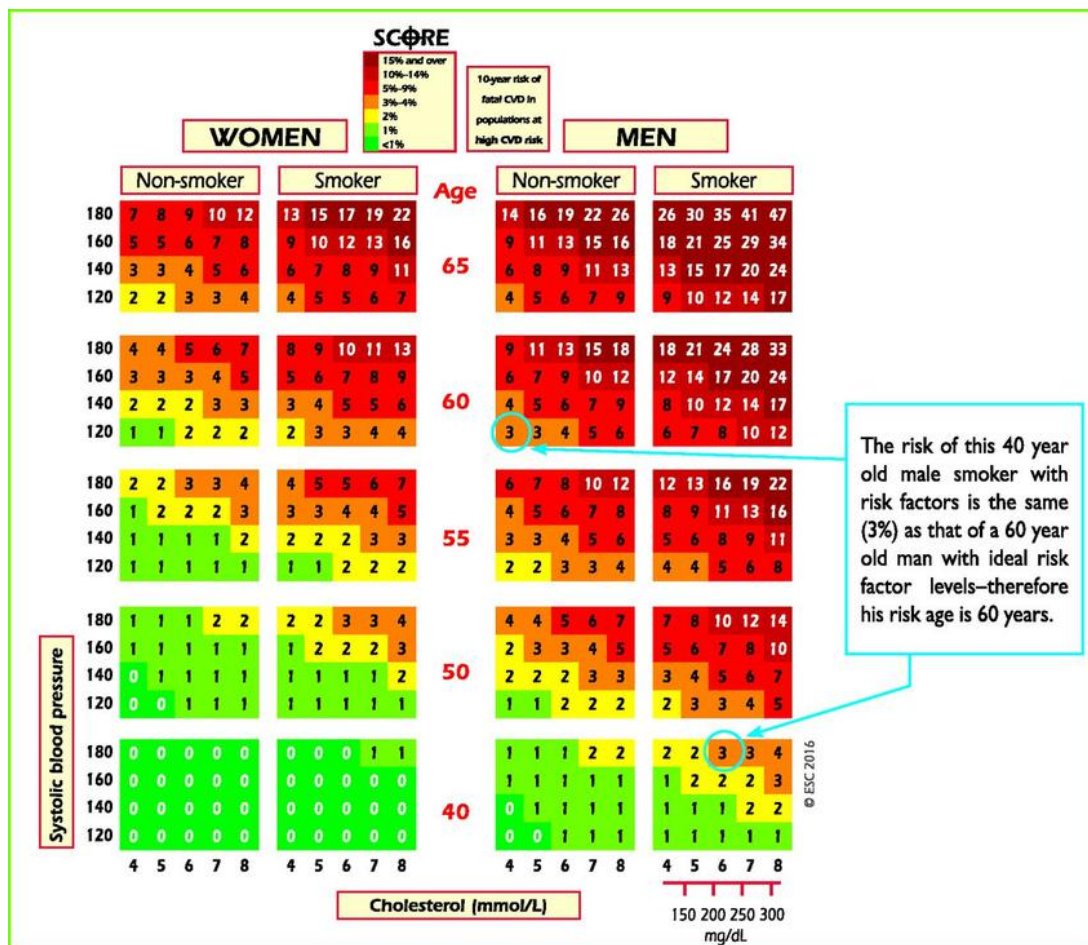 SCORE
15% and over
10%–14%
5%–9%
3%–4%
2%
1%
<1%
10-year risk of
fatal CVD in
populations at
high CVD risk
WOMEN
MEN
Non-smoker Smoker Age Non-smoker Smoker
180 7 8 9 10 12 13 15 17 19 22 14 16 19 22 26 26 30 35 41 47
160 5 5 6 7 8 9 10 12 13 16 9 11 13 15 16 18 21 25 29 34
65
140 3 3 4 5 6 6 7 8 9 11 6 8 9 11 13 13 15 17 20 24
120 2 2 3 3 4 4 5 5 6 7 4 5 6 7 9 9 10 12 14 17
180 4 4 5 6 7 8 9 10 11 13 9 11 13 15 18 18 21 24 28 33
160 3 3 3 4 5 5 6 7 8 9 6 7 9 10 12 12 14 17 20 24
60
140 2 2 2 3 3 3 4 5 5 6 4 5 6 7 9 8 10 12 14 17
120 1 1 2 2 2 2 3 3 4 4 3 3 4 5 6 6 7 8 10 12
180 2 2 3 3 4 4 5 5 6 7 6 7 8 10 12 12 13 16 19 22
160 1 2 2 2 3 3 3 4 4 5 4 5 6 7 8 8 9 11 13 16
55
140 1 1 1 1 2 2 2 2 3 3 3 3 4 5 6 5 6 8 9 11
120 1 1 1 1 1 1 1 2 2 2 2 2 3 3 4 4 4 5 6 8
180 1 1 1 2 2 2 2 3 3 4 4 4 5 6 7 7 8 10 12 14
160 1 1 1 1 1 1 2 2 2 3 2 3 3 4 5 5 6 7 8 10
50
140 0 1 1 1 1 1 1 1 1 2 2 2 2 3 3 3 4 5 6 7
120 0 0 1 1 1 1 1 1 1 1 1 1 2 2 2 2 3 3 4 5
180 0 0 0 0 0 0 0 0 1 1 1 1 1 2 2 2 2 3 3 4
160 0 0 0 0 0 0 0 0 0 0 1 1 1 1 1 1 2 2 2 3
40
140 0 0 0 0 0 0 0 0 0 0 0 1 1 1 1 1 1 1 2 2
120 0 0 0 0 0 0 0 0 0 0 0 0 1 1 1 1 1 1 1 1
4 5 6 7 8 4 5 6 7 8 4 5 6 7 8 4 5 6 7 8
Systolic blood pressure
Cholesterol (mmol/L)
150 200 250 300
mg/dL
© ESC 2016
The risk of this 40 year
old male smoker with
risk factors is the same
(3%) as that of a 60 year
old man with ideal risk
factor levels–therefore
his risk age is 60 years.